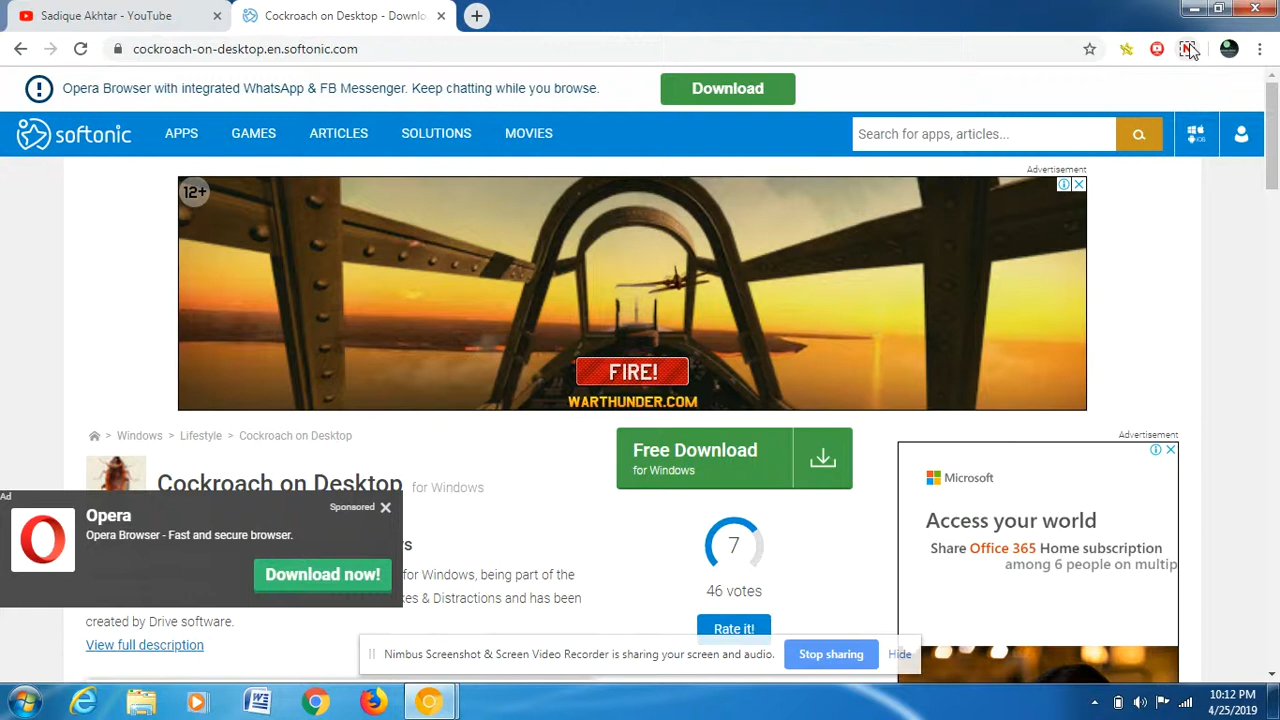 Sadique Akhtar - YouTube
Cockroach on Desktop - Downlo
cockroach-on-desktop.en.softonic.com
Opera Browser with integrated WhatsApp & FB Messenger. Keep chatting while you browse.
Download
softonic
APPS
GAMES
ARTICLES
SOLUTIONS
MOVIES
Search for apps, articles...
Advertisement
12+
FIRE!
WARTHUNDER.COM
Windows > Lifestyle > Cockroach on Desktop
Free Download
for Windows
Advertisement
Cockroach on Desktop for Windows
Microsoft
Access your world
Share Office 365 Home subscription
among 6 people on multip
Ad
Opera
Sponsored
Opera Browser - Fast and secure browser.
Download now!
rs
for Windows, being part of the
kes & Distractions and has been
created by Drive software.
View full description
7
46 votes
Rate it!
Nimbus Screenshot & Screen Video Recorder is sharing your screen and audio.
Stop sharing
Hide
10:12 PM
4/25/2019